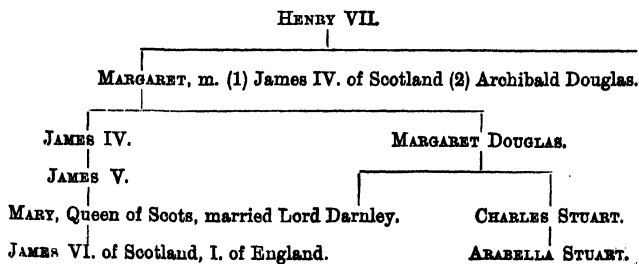 HENRY VII.
MARGARET, m. (1) James IV. of Scotland (2) Archibald Douglas.
JAMES IV. MARGARET DOUGLAS.
JAMES V.
MARY, Queen of Scots, married Lord Darnley. CHARLES STUART.
JAMES VI. of Scotland, I. of England. ARABELLA STUART.